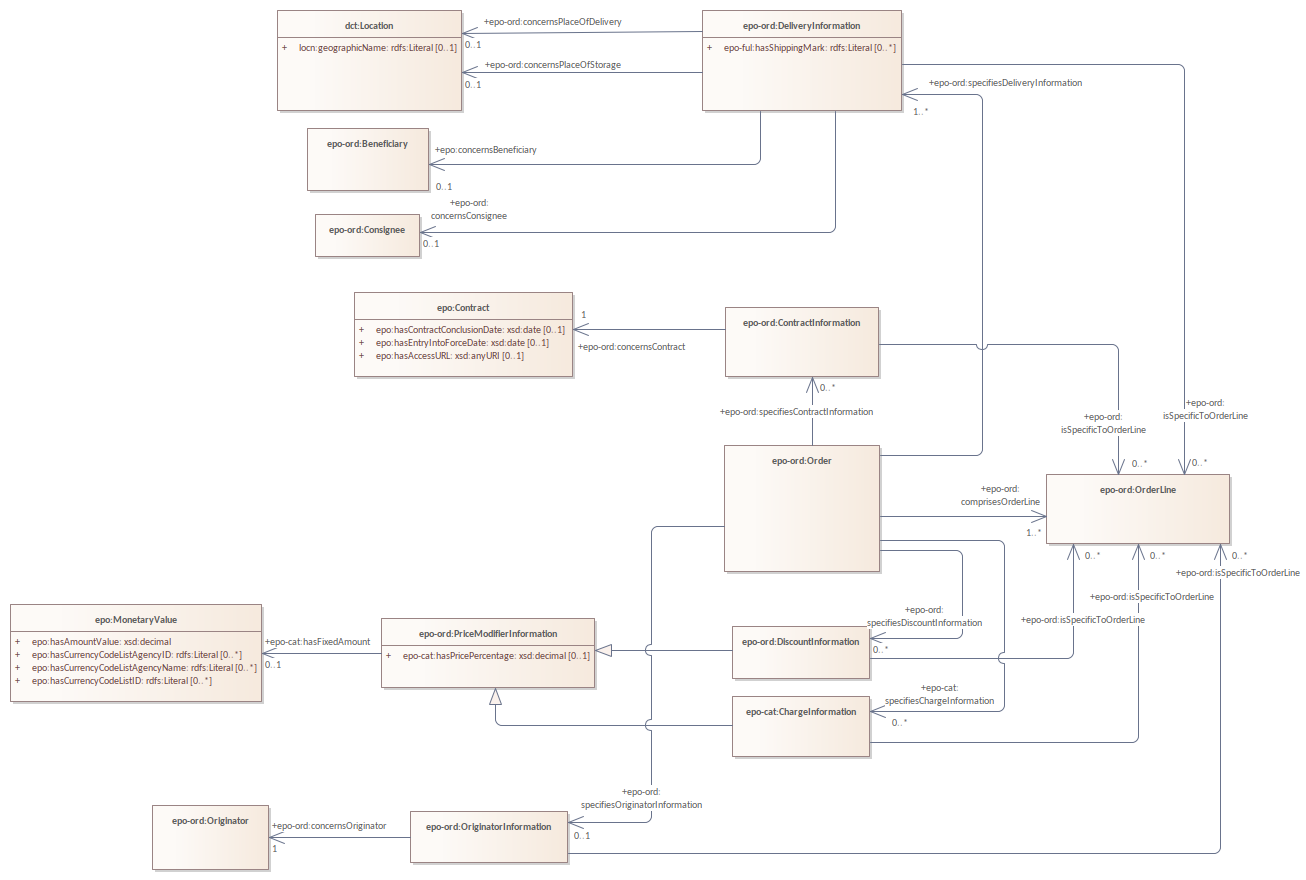 dct:Location
+ locn:geographicName: rdfs:Literal [0..1]
+epo-ord:concernsPlaceOfDelivery
0..1
+epo-ord:concernsPlaceOfStorage
0..1
epo-ord:DeliveryInformation
+ epo-ful:hasShippingMark: rdfs:Literal [0..*]
+epo-ord:specifiesDeliveryInformation
1..*
epo-ord:Beneficiary
+epo:concernsBeneficiary
0..1
+epo-ord:
concernsConsignee
epo-ord:Consignee
0..1
epo:Contract
+ epo:hasContractConclusionDate: xsd:date [0..1]
+ epo:hasEntryIntoForceDate: xsd:date [0..1]
+ epo:hasAccessURL: xsd:anyURI [0..1]
1
+epo-ord:concernsContract
epo-ord:ContractInformation
0..*
+epo-ord:specifiesContractInformation
+epo-ord:
isSpecificToOrderLine
0..*
+epo-ord:
isSpecificToOrderLine
0..*
epo-ord:Order
epo-ord:OrderLine
+epo-ord:
comprisesOrderLine
1..*
0..*
0..*
0..*
+epo-ord:isSpecificToOrderLine
+epo-ord:isSpecificToOrderLine
+epo-ord:isSpecificToOrderLine
epo:MonetaryValue
+ epo:hasAmountValue: xsd:decimal
+ epo:hasCurrencyCodeListAgencyID: rdfs:Literal [0..*]
+ epo:hasCurrencyCodeListAgencyName: rdfs:Literal [0..*]
+ epo:hasCurrencyCodeListID: rdfs:Literal [0..*]
+epo-cat:hasFixedAmount
0..1
epo-ord:PriceModifierInformation
+ epo-cat:hasPricePercentage: xsd:decimal [0..1]
+epo-ord:
specifiesDiscountInformation
epo-ord:DiscountInformation
0..*
+epo-cat:
specifiesChargeInformation
epo-cat:ChargeInformation
0..*
+epo-ord:
specifiesOriginatorInformation
0..1
epo-ord:Originator
+epo-ord:concernsOriginator
1
epo-ord:OriginatorInformation